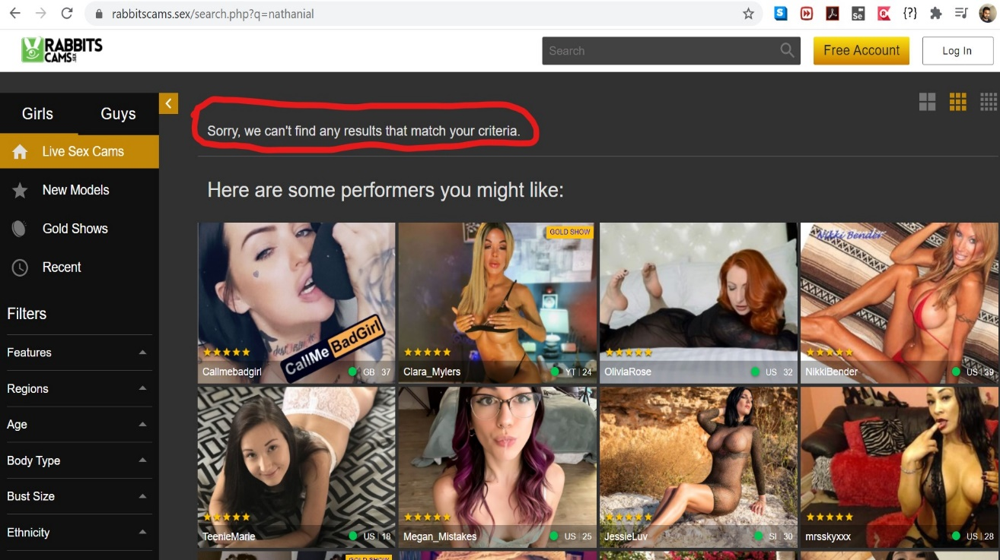 rabbitscams.sex/search.php?q=nathanial
RABBITS
CAMS.SEX
Search
Free Account
Log In
Girls
Guys
Sorry, we can't find any results that match your criteria.
Live Sex Cams
New Models
Gold Shows
Recent
Here are some performers you might like:
Filters
Features
Regions
Age
Body Type
Bust Size
Ethnicity
CallMe BadGirl
Callmebadgirl GB 37
GOLD SHOW
Clara_Mylers YT | 24
OliviaRose US 32
Nikki Bender
NikkiBender US | 39
TeenieMarie US | 18
Megan_Mistakes US | 25
JessieLuv SI | 30
mrsskyxxx US | 28
GOLD SHOW